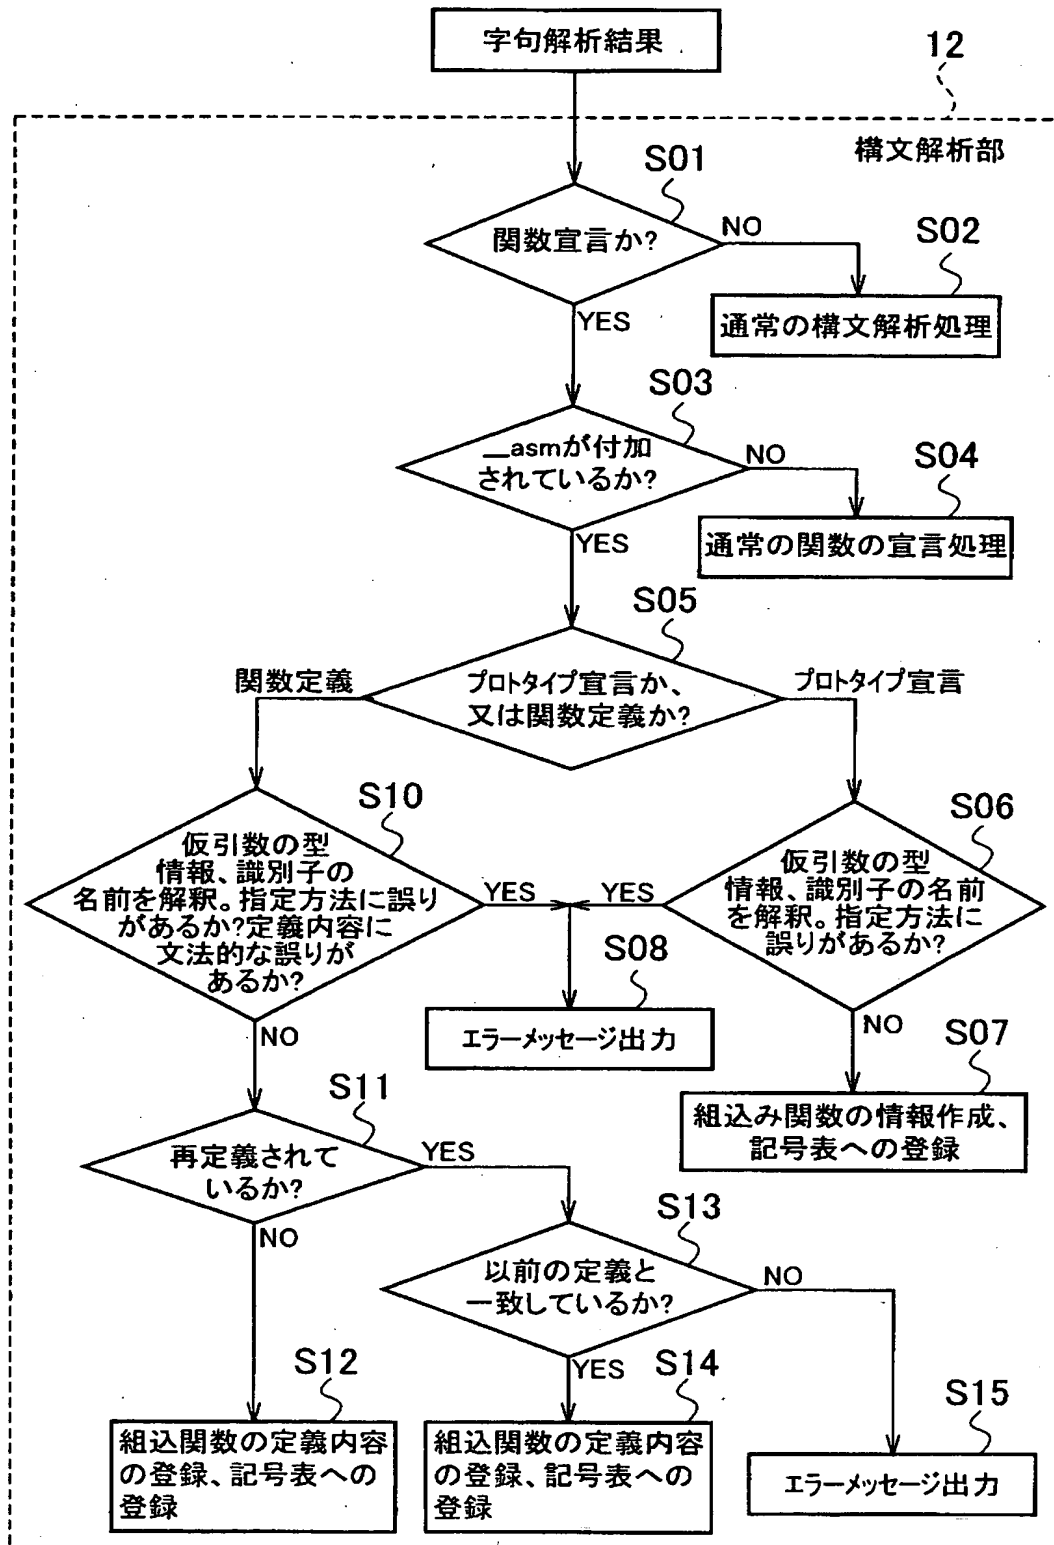 字句解析結果
12
構文解析部
S01
関数宣言か?
NO
S02
通常の構文解析処理
YES
S03
__asmが付加
されているか?
NO
S04
通常の関数の宣言処理
YES
S05
プロトタイプ宣言か、
又は関数定義か?
関数定義
プロトタイプ宣言
S10
仮引数の型
情報、識別子の
名前を解釈。指定方法に誤り
があるか?定義内容に
文法的な誤りが
あるか?
YES
YES
S06
仮引数の型
情報、識別子の名前
を解釈。指定方法に
誤りがあるか?
S08
エラーメッセージ出力
NO
NO
S07
組込み関数の情報作成、
記号表への登録
S11
再定義されて
いるか?
YES
NO
S13
以前の定義と
一致しているか?
NO
YES
S12
組込関数の定義内容
の登録、記号表への
登録
S14
組込関数の定義内容
の登録、記号表への
登録
S15
エラーメッセージ出力